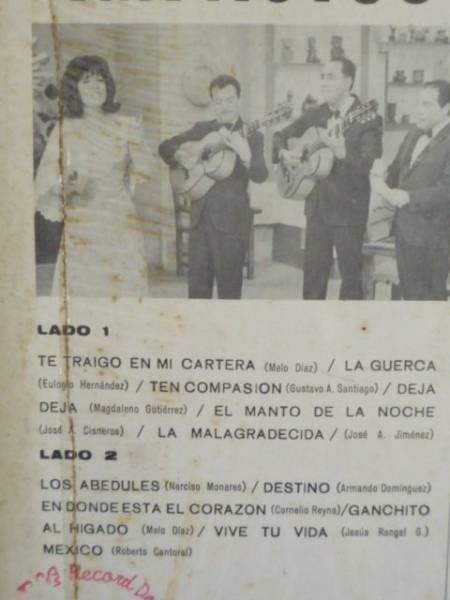 LADO 1
TE TRAIGO EN MI CARTERA (Melo Díaz) / LA GUERCA
(Eulogio Hernández) / TEN COMPASION (Gustavo A. Santiago) / DEJA
DEJA (Magdaleno Gutiérrez) / EL MANTO DE LA NOCHE
(José A. Cisneros) / LA MALAGRADECIDA / (José A. Jiménez)
LADO 2
LOS ABEDULES (Narciso Monares) / DESTINO (Armando Domínguez)
EN DONDE ESTA EL CORAZON (Cornelio Reyna)/GANCHITO
AL HIGADO (Melo Díaz) / VIVE TU VIDA (Jesús Rangel G.)
MEXICO (Roberto Cantoral)
Record